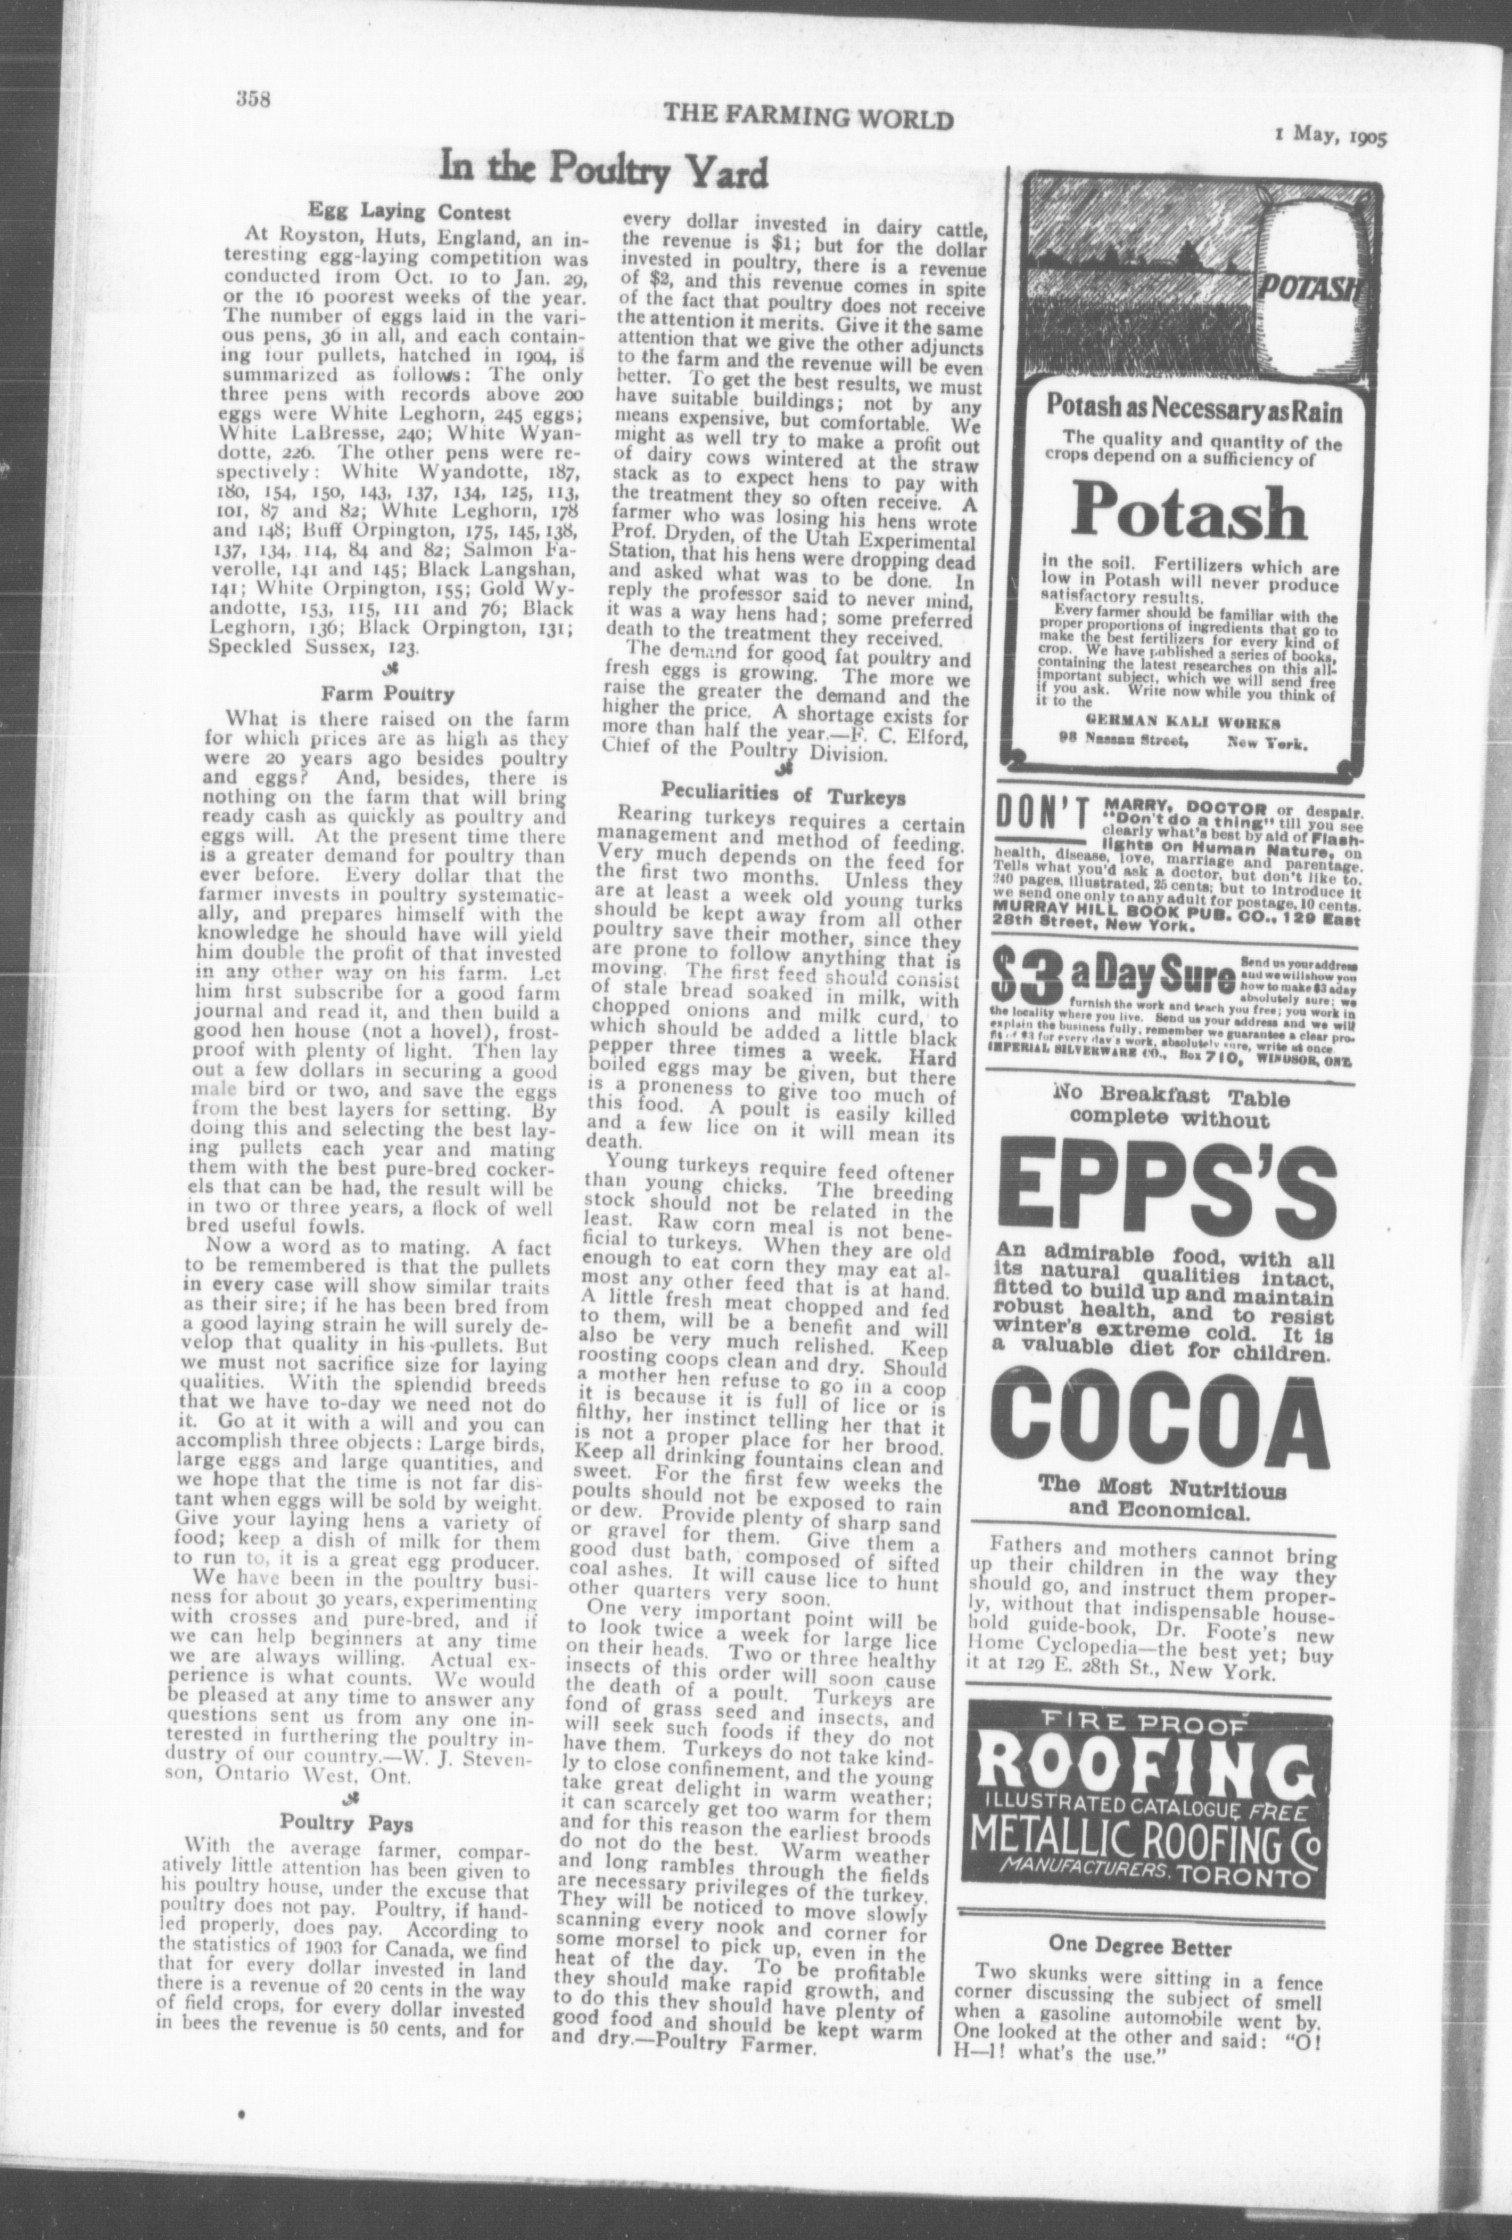 358
THE FARMING WORLD
1 May, 1905
In the Poultry Yard
Egg Laying Contest
At Royston, Huts, England, an in-
teresting egg-laying competition was
conducted from Oct. 10 to Jan. 29,
or the 16 poorest weeks of the year.
The number of eggs laid in the vari-
ous pens, 36 in all, and each contain-
ing four pullets, hatched in 1904, is
summarized as follows: The only
three pens with records above 200
eggs were White Leghorn, 245 eggs;
White LaBresse, 240; White Wyan-
dotte, 226. The other pens were re-
spectively: White Wyandotte, 187,
180, 154, 150, 143, 137, 134, 125, 113,
101, 87 and 82; White Leghorn, 178
and 148; Buff Orpington, 175, 145, 138,
137, 134, 114, 84 and 82; Salmon Fa-
verolle, 141 and 145; Black Langshan,
141; White Orpington, 155; Gold Wy-
andotte, 153, 115, 111 and 76; Black
Leghorn, 136; Black Orpington, 131;
Speckled Sussex, 123.
Farm Poultry
What is there raised on the farm
for which prices are as high as they
were 20 years ago besides poultry
and eggs? And, besides, there is
nothing on the farm that will bring
ready cash as quickly as poultry and
eggs will. At the present time there
is a greater demand for poultry than
ever before. Every dollar that the
farmer invests in poultry systematic-
ally, and prepares himself with the
knowledge he should have will yield
him double the profit of that invested
in any other way on his farm. Let
him first subscribe for a good farm
journal and read it, and then build a
good hen house (not a hovel), frost-
proof with plenty of light. Then lay
out a few dollars in securing a good
male bird or two, and save the eggs
from the best layers for setting. By
doing this and selecting the best lay-
ing pullets each year and mating
them with the best pure-bred cocker-
els that can be had, the result will be
in two or three years, a flock of well
bred useful fowls.
Now a word as to mating. A fact
to be remembered is that the pullets
in every case will show similar traits
as their sire; if he has been bred from
a good laying strain he will surely de-
velop that quality in his pullets. But
we must not sacrifice size for laying
qualities. With the splendid breeds
that we have to-day we need not do
it. Go at it with a will and you can
accomplish three objects: Large birds,
large eggs and large quantities, and
we hope that the time is not far dis-
tant when eggs will be sold by weight.
Give your laying hens a variety of
food; keep a dish of milk for them
to run to, it is a great egg producer.
We have been in the poultry busi-
ness for about 30 years, experimenting
with crosses and pure-bred, and if
we can help beginners at any time
we are always willing. Actual ex-
perience is what counts. We would
be pleased at any time to answer any
questions sent us from any one in-
terested in furthering the poultry in-
dustry of our country.—W. J. Steven-
son, Ontario West, Ont.
Poultry Pays
With the average farmer, compar-
atively little attention has been given to
his poultry house, under the excuse that
poultry does not pay. Poultry, if hand-
led properly, does pay. According to
the statistics of 1903 for Canada, we find
that for every dollar invested in land
there is a revenue of 20 cents in the way
of field crops, for every dollar invested
in bees the revenue is 50 cents, and for
every dollar invested in dairy cattle,
the revenue is $1; but for the dollar
invested in poultry, there is a revenue
of $2, and this revenue comes in spite
of the fact that poultry does not receive
the attention it merits. Give it the same
attention that we give the other adjuncts
to the farm and the revenue will be even
better. To get the best results, we must
have suitable buildings; not by any
means expensive, but comfortable. We
might as well try to make a profit out
of dairy cows wintered at the straw
stack as to expect hens to pay with
the treatment they so often receive. A
farmer who was losing his hens wrote
Prof. Dryden, of the Utah Experimental
Station, that his hens were dropping dead
and asked what was to be done. In
reply the professor said to never mind,
it was a way hens had; some preferred
death to the treatment they received.
The demand for good fat poultry and
fresh eggs is growing. The more we
raise the greater the demand and the
higher the price. A shortage exists for
more than half the year.—F. C. Elford,
Chief of the Poultry Division.
Peculiarities of Turkeys
Rearing turkeys requires a certain
management and method of feeding.
Very much depends on the feed for
the first two months. Unless they
are at least a week old young turks
should be kept away from all other
poultry save their mother, since they
are prone to follow anything that is
moving. The first feed should consist
of stale bread soaked in milk, with
chopped onions and milk curd, to
which should be added a little black
pepper three times a week. Hard
boiled eggs may be given, but there
is a proneness to give too much of
this food. A poult is easily killed
and a few lice on it will mean its
death.
Young turkeys require feed oftener
than young chicks. The breeding
stock should not be related in the
least. Raw corn meal is not bene-
ficial to turkeys. When they are old
enough to eat corn they may eat al-
most any other feed that is at hand.
A little fresh meat chopped and fed
to them, will be a benefit and will
also be very much relished. Keep
roosting coops clean and dry. Should
a mother hen refuse to go in a coop
it is because it is full of lice or is
filthy, her instinct telling her that it
is not a proper place for her brood.
Keep all drinking fountains clean and
sweet. For the first few weeks the
poults should not be exposed to rain
or dew. Provide plenty of sharp sand
or gravel for them. Give them a
good dust bath, composed of sifted
coal ashes. It will cause lice to hunt
other quarters very soon.
One very important point will be
to look twice a week for large lice
on their heads. Two or three healthy
insects of this order will soon cause
the death of a poult. Turkeys are
fond of grass seed and insects, and
will seek such foods if they do not
have them. Turkeys do not take kind-
ly to close confinement, and the young
take great delight in warm weather;
it can scarcely get too warm for them
and for this reason the earliest broods
do not do the best. Warm weather
and long rambles through the fields
are necessary privileges of the turkey.
They will be noticed to move slowly
scanning every nook and corner for
some morsel to pick up, even in the
heat of the day. To be profitable
they should make rapid growth, and
to do this they should have plenty of
good food and should be kept warm
and dry.—Poultry Farmer.
POTASH
Potash as Necessary as Rain
The quality and quantity of the
crops depend on a sufficiency of
Potash
in the soil. Fertilizers which are
low in Potash will never produce
satisfactory results.
Every farmer should be familiar with the
proper proportions of ingredients that go to
make the best fertilizers for every kind of
crop. We have published a series of books,
containing the latest researches on this all-
important subject, which we will send free
if you ask. Write now while you think of
it to the
GERMAN KALI WORKS
98 Nassau Street, New York.
DON'T MARRY, DOCTOR or despair.
"Don't do a thing" till you see
clearly what's best by aid of Flash-
lights on Human Nature, on
health, disease, love, marriage and parentage.
Tells what you'd ask a doctor, but don't like to.
240 pages, illustrated, 25 cents; but to introduce it
we send one only to any adult for postage, 10 cents.
MURRAY HILL BOOK PUB. CO., 129 East
28th Street, New York.
$3 a Day Sure
Send us your address
and we will show you
how to make $3 a day
absolutely sure; we
furnish the work and teach you free; you work in
the locality where you live. Send us your address and we will
explain the business fully, remember we guarantee a clear pro-
fit of $3 for every day's work, absolutely sure, write at once.
IMPERIAL SILVERWARE CO., Box 710, WINDSOR, ONT.
No Breakfast Table
complete without
EPPS'S
An admirable food, with all
its natural qualities intact,
fitted to build up and maintain
robust health, and to resist
winter's extreme cold. It is
a valuable diet for children.
COCOA
The Most Nutritious
and Economical.
Fathers and mothers cannot bring
up their children in the way they
should go, and instruct them proper-
ly, without that indispensable house-
hold guide-book, Dr. Foote's new
Home Cyclopedia—the best yet; buy
it at 129 E. 28th St., New York.
FIRE PROOF
ROOFING
ILLUSTRATED CATALOGUE FREE
METALLIC ROOFING CO
MANUFACTURERS. TORONTO
One Degree Better
Two skunks were sitting in a fence
corner discussing the subject of smell
when a gasoline automobile went by.
One looked at the other and said: "O!
H—l! what's the use."